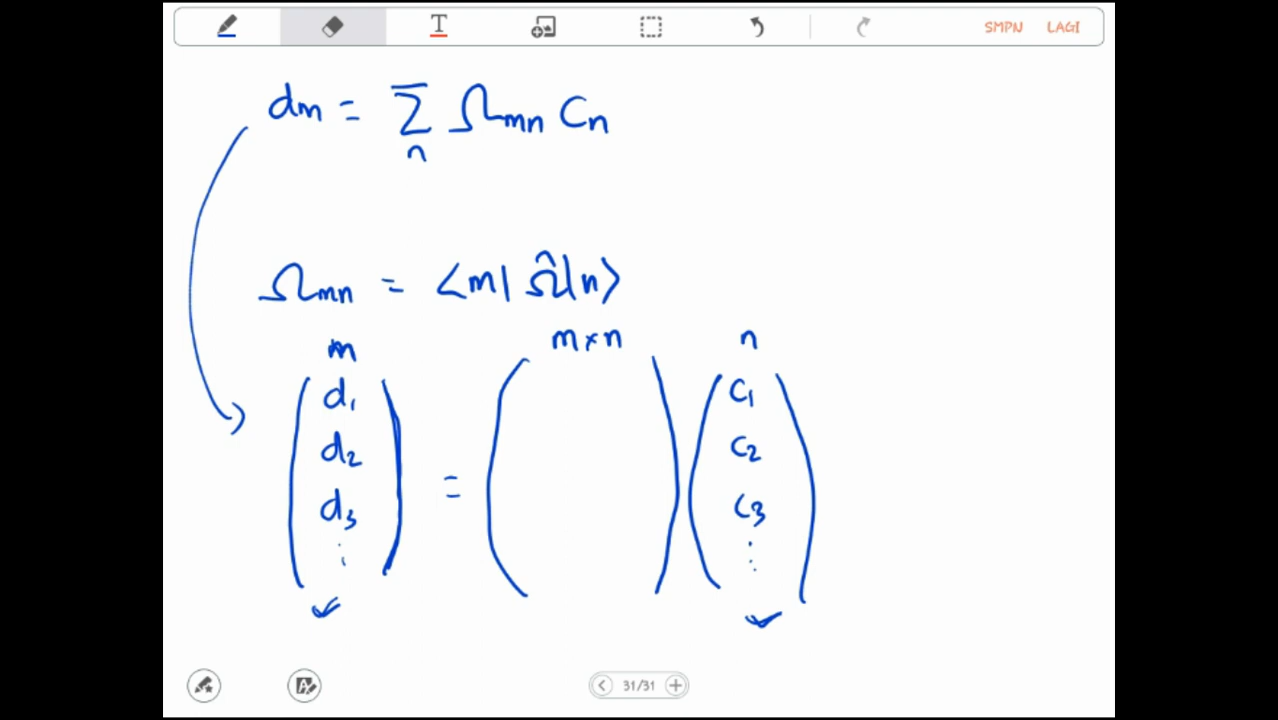 T SMPN LAGI
dm = Σ Ωmn Cn
n
Ωmn = ⟨m| Ω̂ |n⟩
m m×n n
d1 c1
d2 c2
= 
d3 c3
⋮ ⋮
31/31